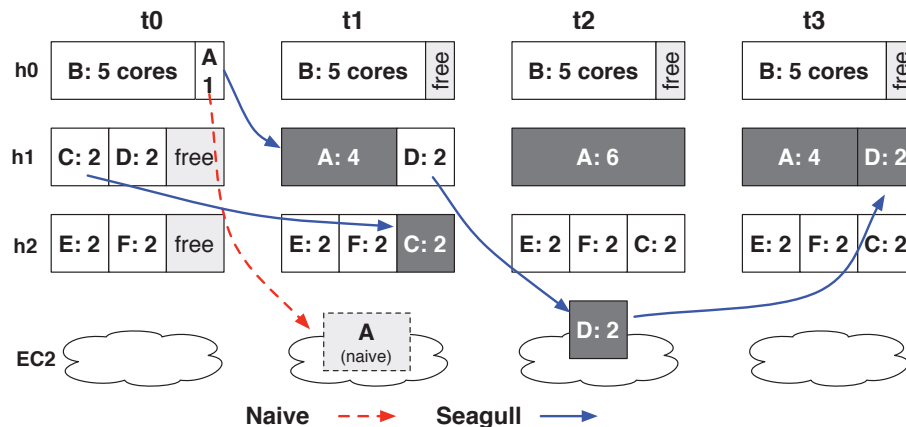 t0 t1 t2 t3
h0 B: 5 cores A 1 B: 5 cores free B: 5 cores free B: 5 cores free
h1 C: 2 D: 2 free A: 4 D: 2 A: 6 A: 4 D: 2
h2 E: 2 F: 2 free E: 2 F: 2 C: 2 E: 2 F: 2 C: 2 E: 2 F: 2 C: 2
EC2 A (naive) D: 2
Naive Seagull